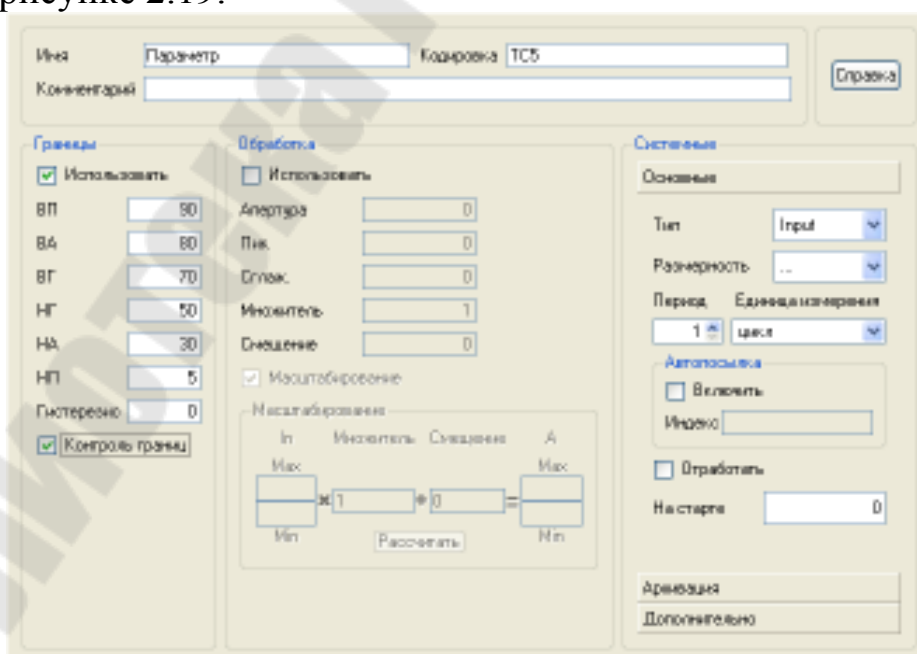 рисунке 2.19.
Имя Параметр Кодировка TC5
Комментарий
Справка
Границы
Использовать
ВП 90
ВА 80
ВГ 70
НГ 50
НА 30
НП 5
Гистерезис 0
Контроль границ
Обработка
Использовать
Апертура 0
Пик. 0
Сглаж. 0
Множитель 1
Смещение 0
Масштабирование
Масштабирование
In Множитель Смещение A
Max Max
× 1 + 0 =
Min Min
Рассчитать
Системные
Основные
Тип Input
Размерность ...
Период Единица измерения
1 цикл
Автопосылка
Включить
Индекс
Отработать
На старте 0
Архивация
Дополнительно